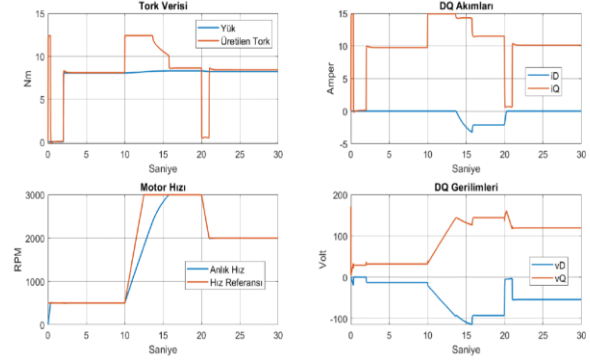 Tork Verisi
15
10
5
0
Nm
Yük
Üretilen Tork
0 5 10 15 20 25 30
Saniye
DQ Akımları
15
10
5
0
-5
Amper
iD
iQ
0 5 10 15 20 25 30
Saniye
Motor Hızı
3000
2000
1000
0
RPM
Anlık Hız
Hız Referansı
0 5 10 15 20 25 30
Saniye
DQ Gerilimleri
200
100
0
-100
Volt
vD
vQ
0 5 10 15 20 25 30
Saniye